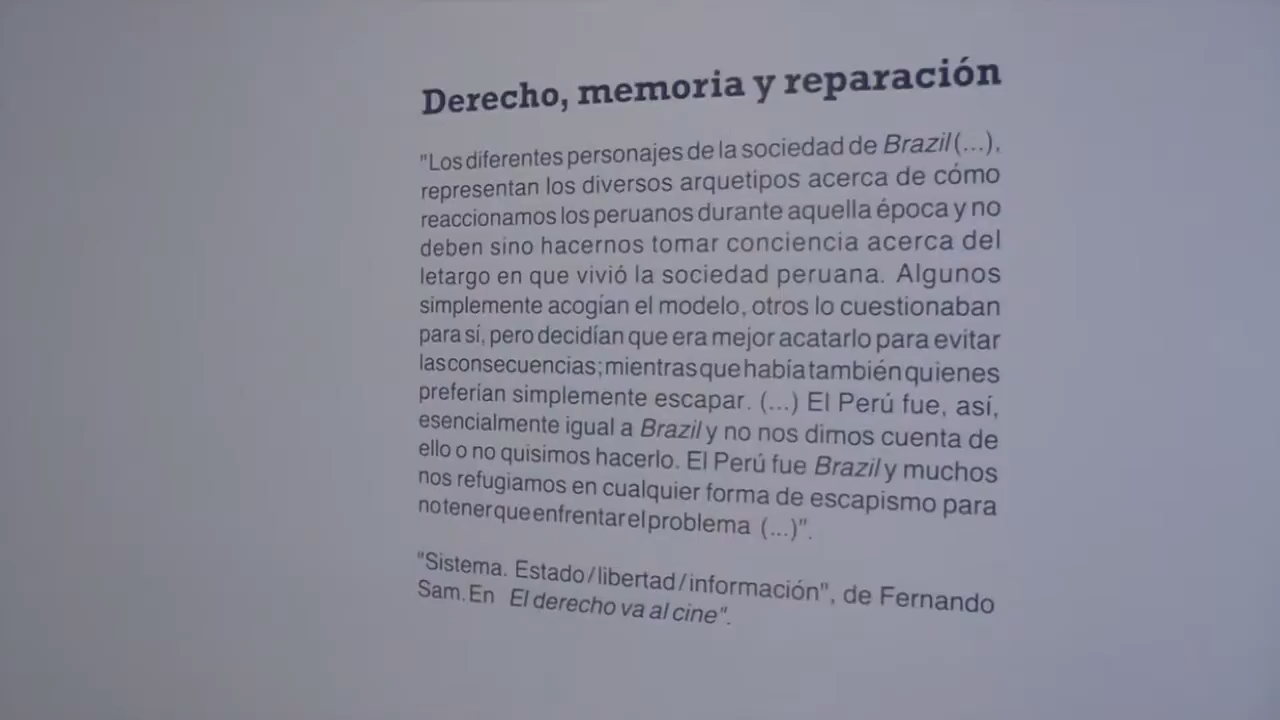 Derecho, memoria y reparación
"Los diferentes personajes de la sociedad de Brazil (...),
representan los diversos arquetipos acerca de cómo
reaccionamos los peruanos durante aquella época y no
deben sino hacernos tomar conciencia acerca del
letargo en que vivió la sociedad peruana. Algunos
simplemente acogían el modelo, otros lo cuestionaban
para sí, pero decidían que era mejor acatarlo para evitar
las consecuencias; mientras que había también quienes
preferían simplemente escapar. (...) El Perú fue, así,
esencialmente igual a Brazil y no nos dimos cuenta de
ello o no quisimos hacerlo. El Perú fue Brazil y muchos
nos refugiamos en cualquier forma de escapismo para
no tener que enfrentar el problema (...)".
"Sistema. Estado/libertad/información", de Fernando
Sam. En El derecho va al cine".